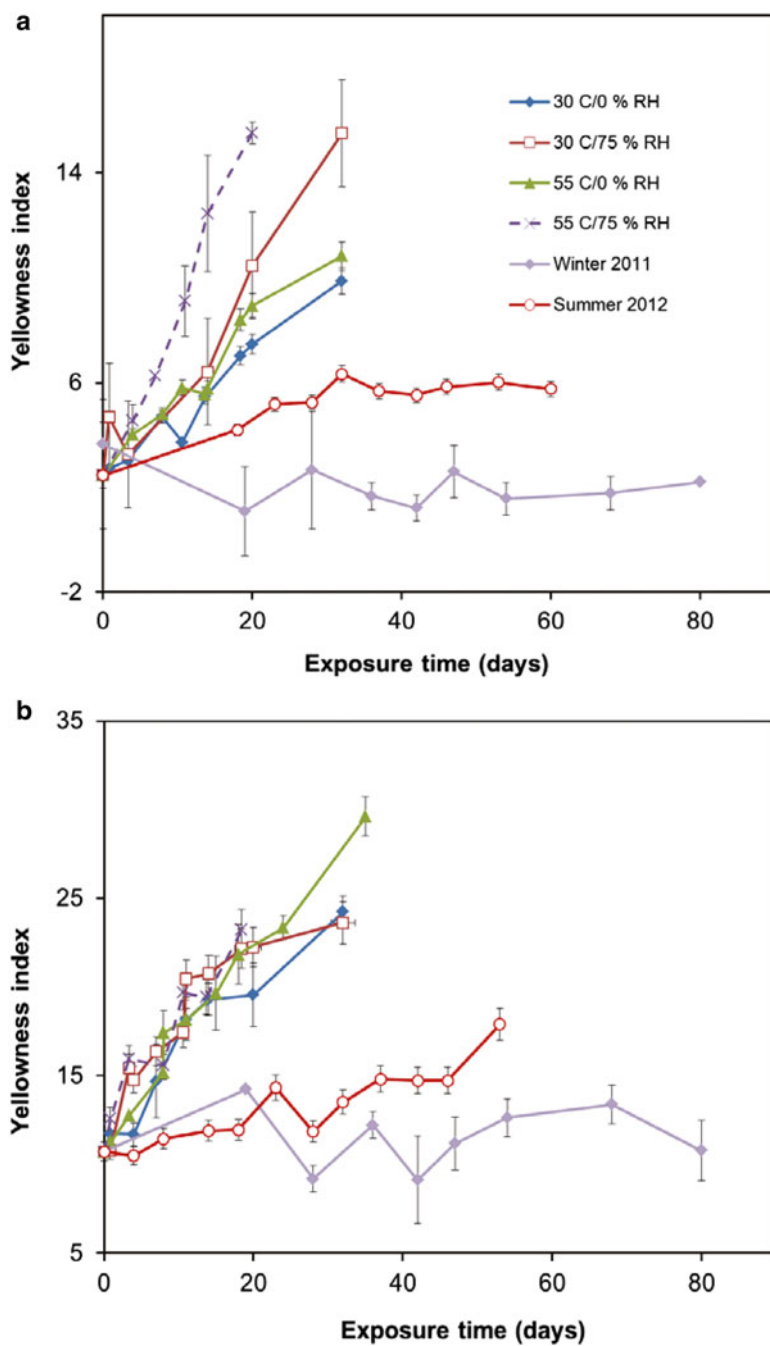 a
Yellowness index
14
6
-2
30 C/0 % RH
30 C/75 % RH
55 C/0 % RH
55 C/75 % RH
Winter 2011
Summer 2012
0 20 40 60 80
Exposure time (days)
b
Yellowness index
35
25
15
5
0 20 40 60 80
Exposure time (days)